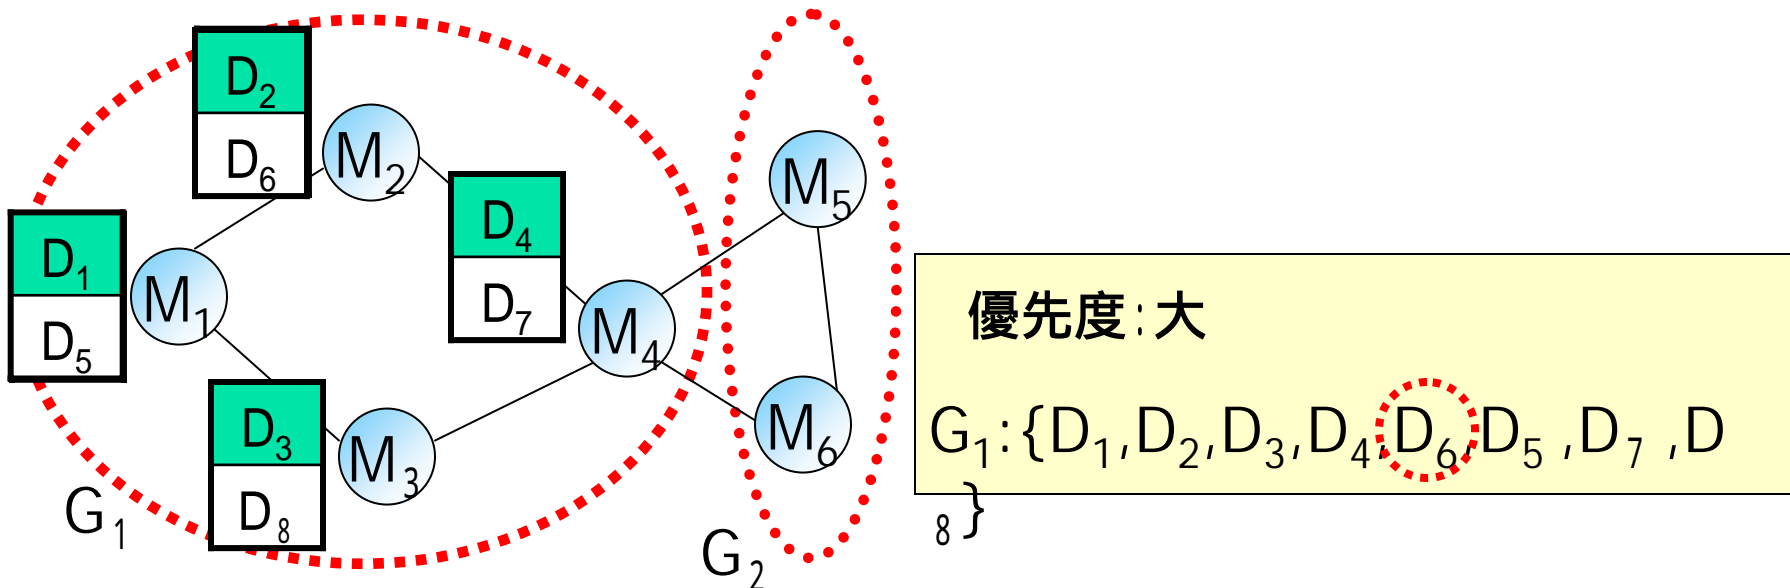 D2
D6
M2
M5
D4
D7
D1
D5
M1
M4
優先度:大
G1:{D1,D2,D3,D4,D6,D5 ,D7 ,D
8}
D3
D8
M3
M6
G1
G2